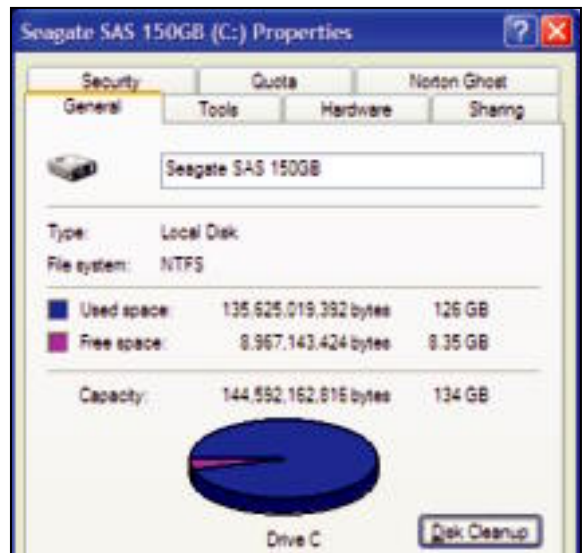 Seagate SAS 150GB (C:) Properties
Security Quota Norton Ghost
General Tools Hardware Sharing
Seagate SAS 150GB
Type: Local Disk
File system: NTFS
Used space: 135,625,019,392 bytes 126 GB
Free space: 8,967,143,424 bytes 8.35 GB
Capacity: 144,592,162,816 bytes 134 GB
Drive C
Disk Cleanup